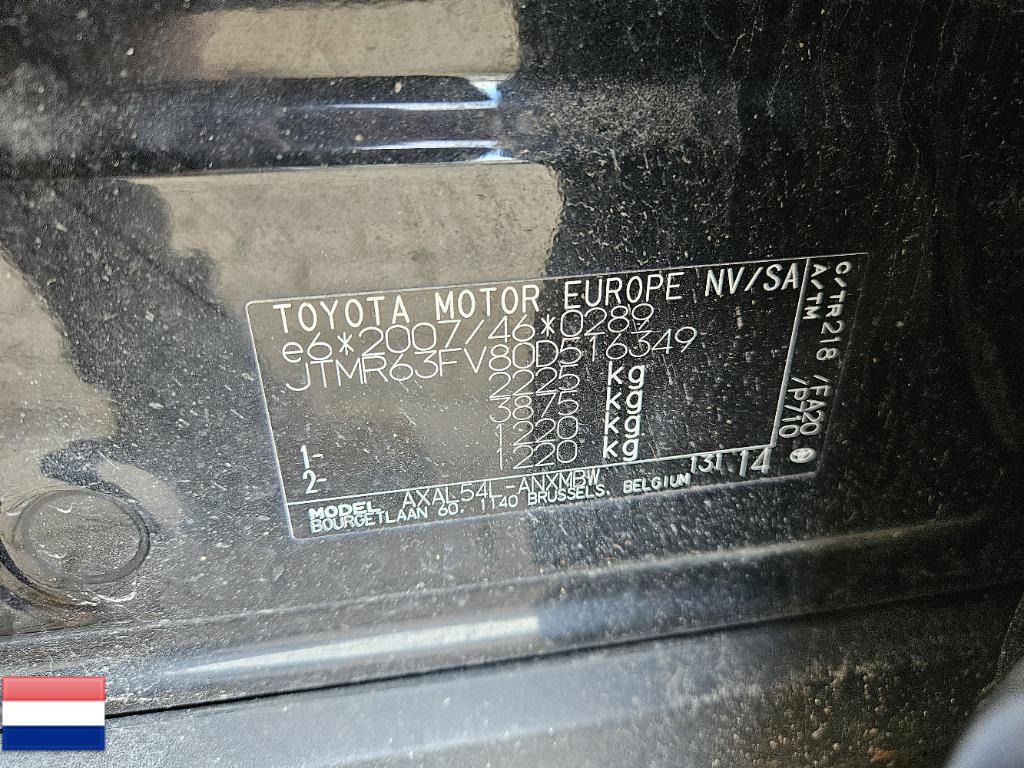 TOYOTA MOTOR EUROPE NV/SA
e6*2007/46*0289
JTMR63FV80D516349
2225 kg
3875 kg
1- 1220 kg
2- 1220 kg
C/TR 218 /FA20
A/TM /P710
MODEL AXAL54L-ANXMBW 131 14
BOURGETLAAN 60, 1140 BRUSSELS, BELGIUM